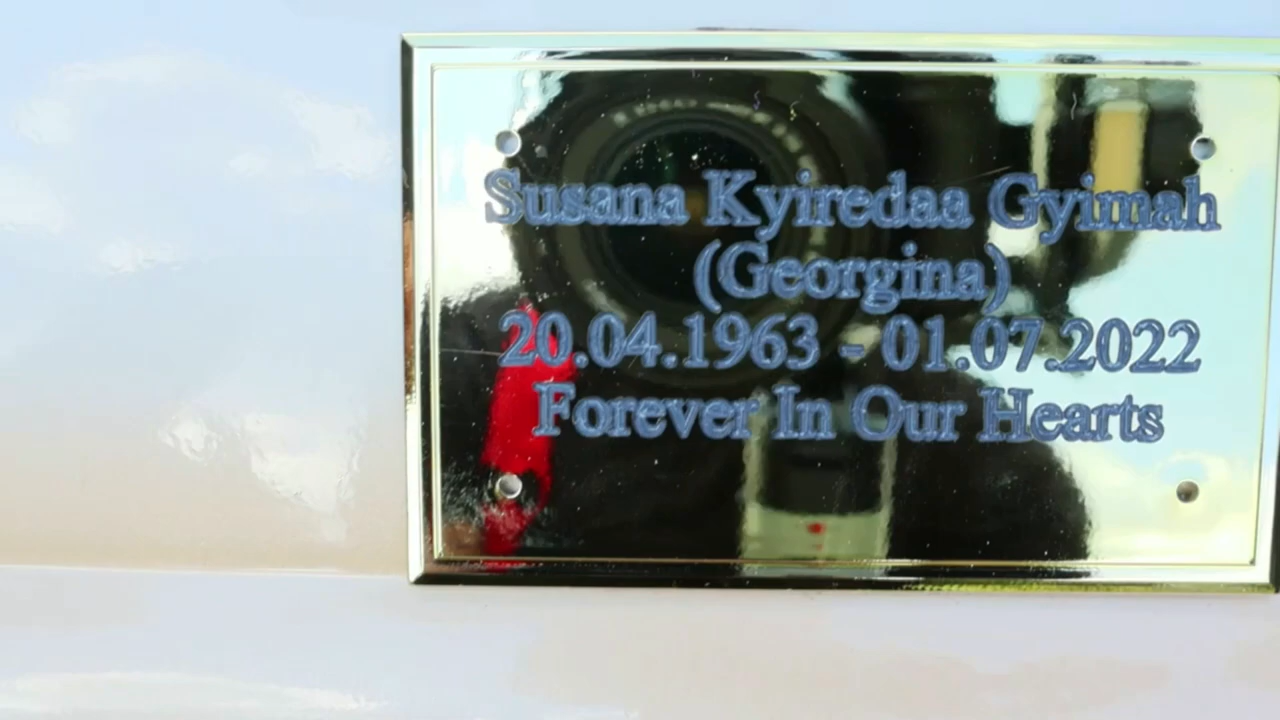 Susana Kyiredaa Gyimah
(Georgina)
20.04.1963 - 01.07.2022
Forever In Our Hearts